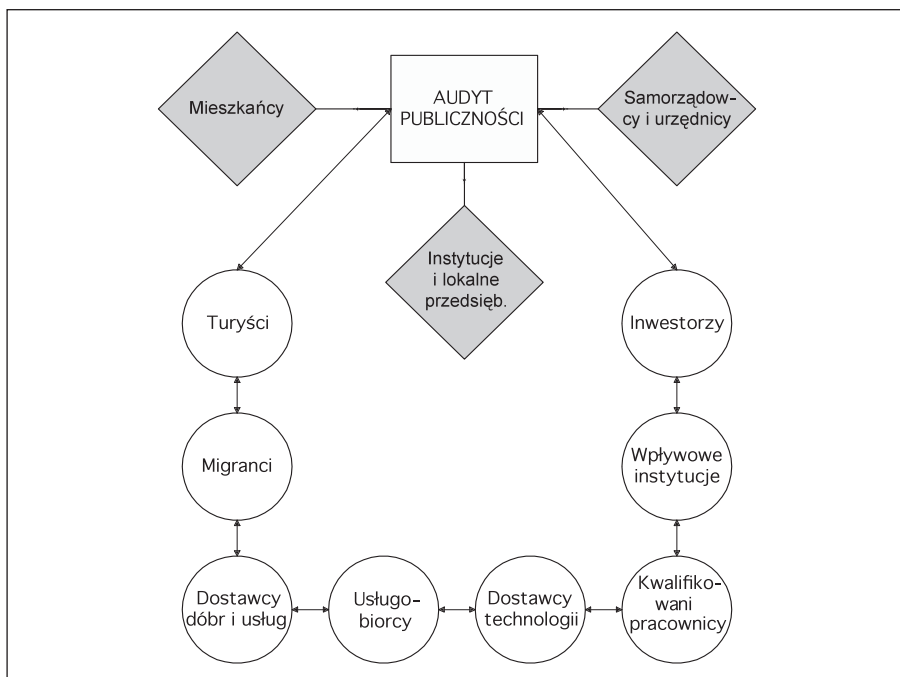 Mieszkańcy
AUDYT
PUBLICZNOŚCI
Samorządow-
cy i urzędnicy
Instytucje
i lokalne
przedsięb.
Turyści
Inwestorzy
Migranci
Wpływowe
instytucje
Dostawcy
dóbr i usług
Usługo-
biorcy
Dostawcy
technologii
Kwalifiko-
wani
pracownicy